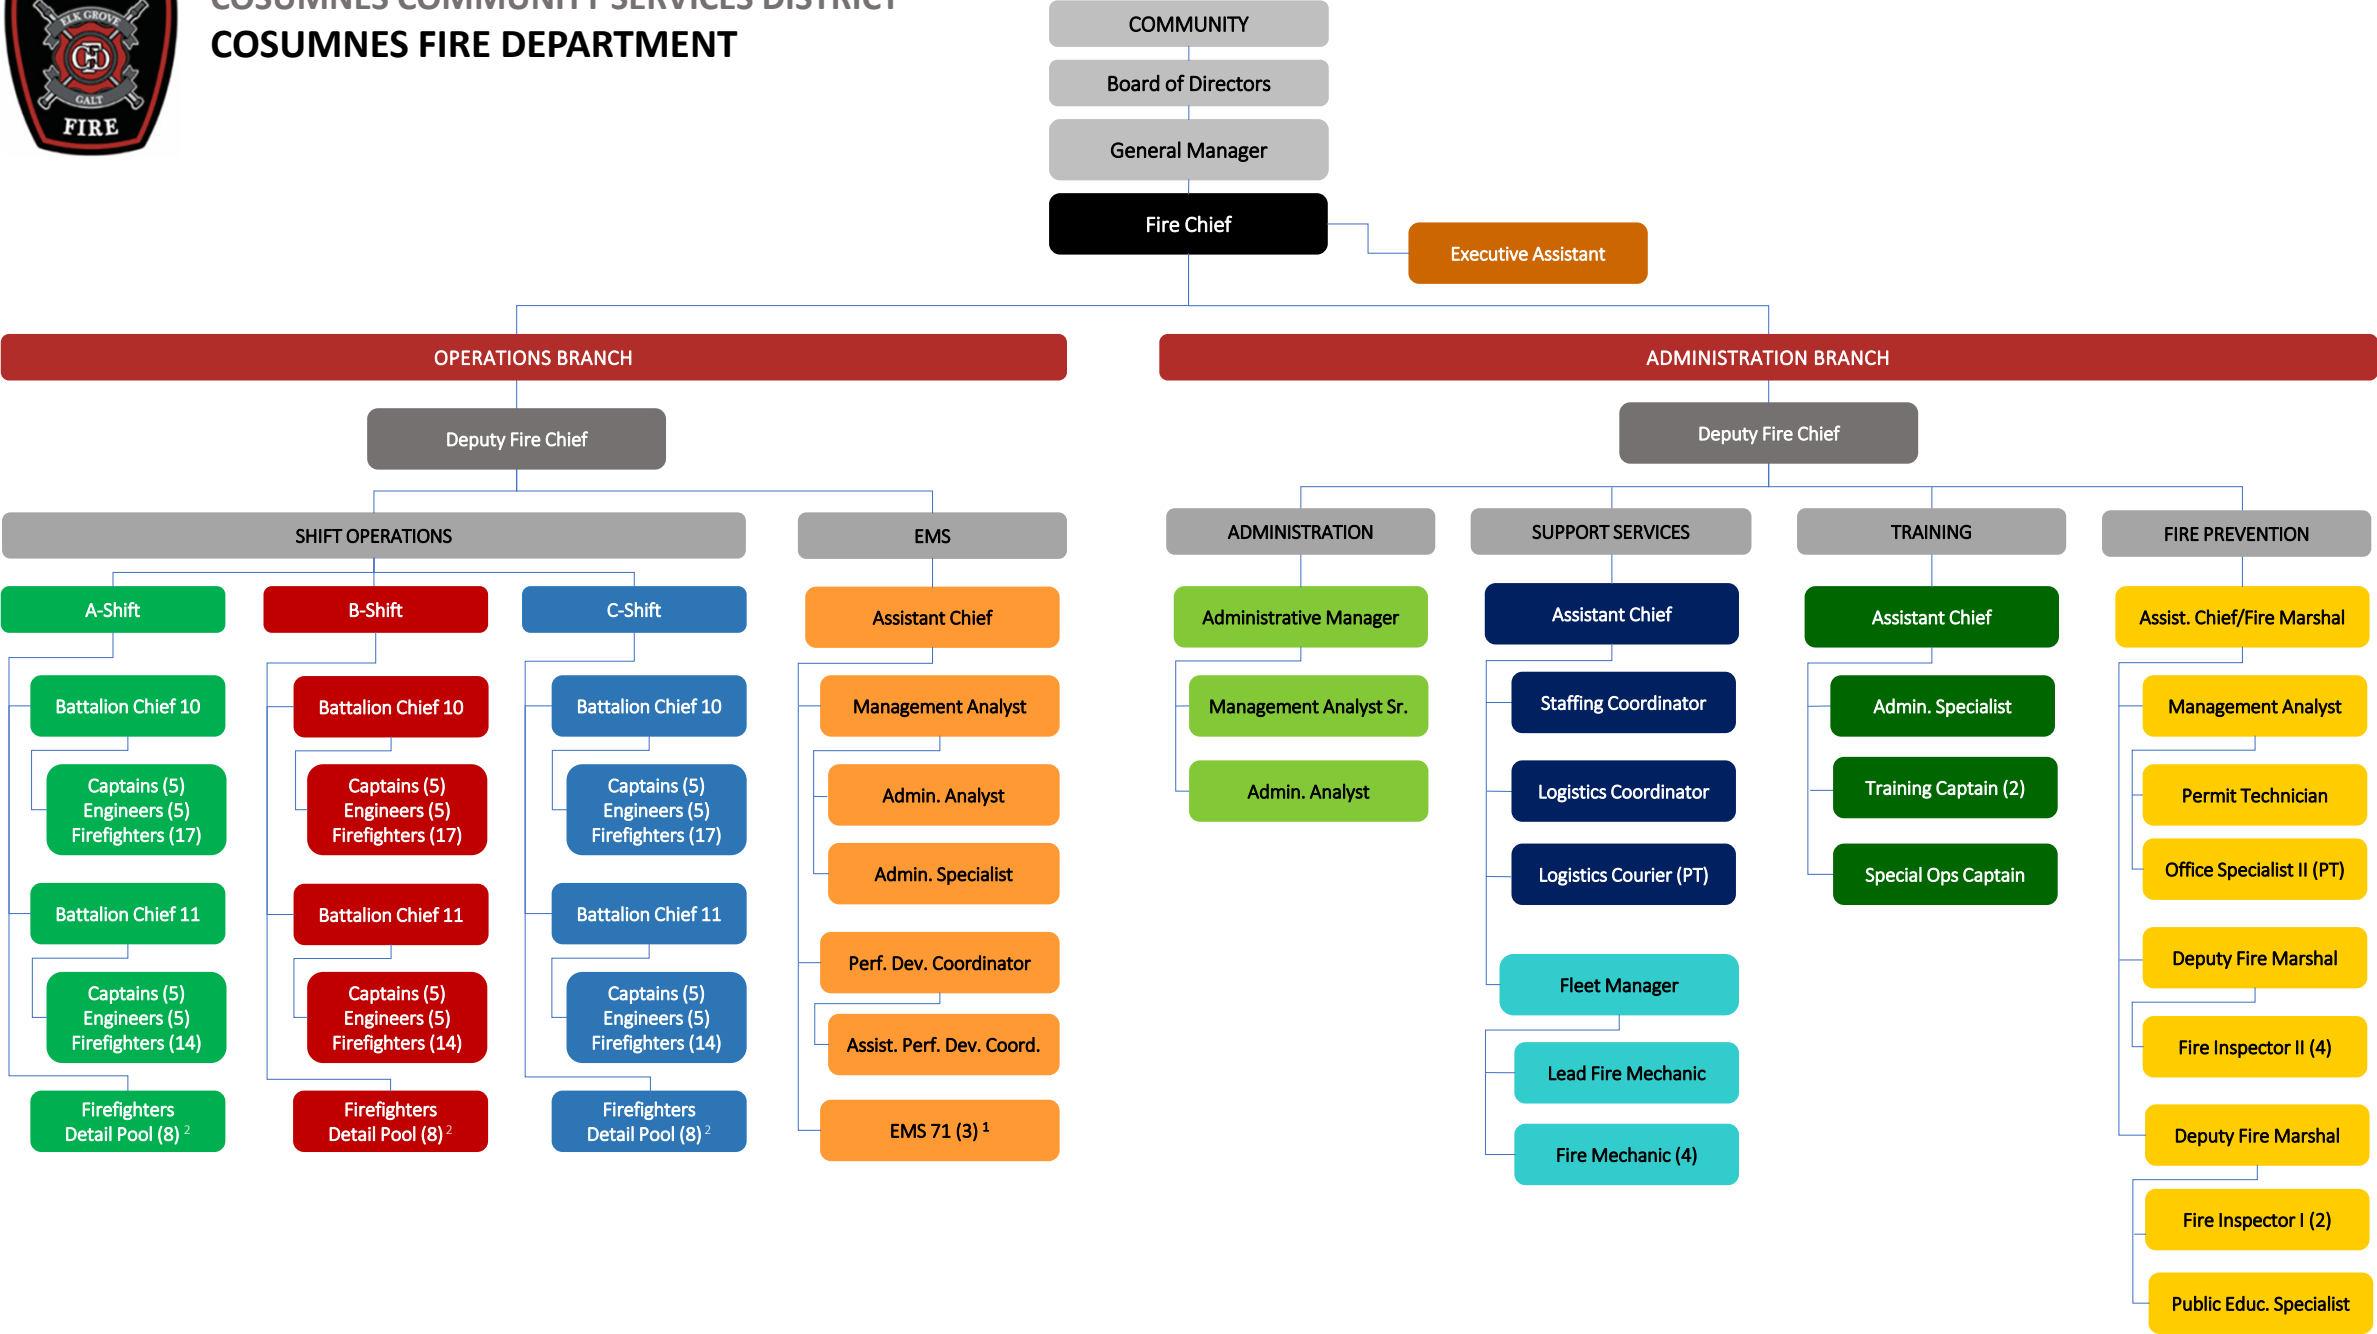 COSUMNES COMMUNITY SERVICES DISTRICT
COSUMNES FIRE DEPARTMENT
ELK GROVE
CFD
GALT
FIRE
COMMUNITY
Board of Directors
General Manager
Fire Chief
Executive Assistant
OPERATIONS BRANCH
Deputy Fire Chief
SHIFT OPERATIONS
A-Shift
Battalion Chief 10
Captains (5)
Engineers (5)
Firefighters (17)
Battalion Chief 11
Captains (5)
Engineers (5)
Firefighters (14)
Firefighters
Detail Pool (8) ²
B-Shift
Battalion Chief 10
Captains (5)
Engineers (5)
Firefighters (17)
Battalion Chief 11
Captains (5)
Engineers (5)
Firefighters (14)
Firefighters
Detail Pool (8) ²
C-Shift
Battalion Chief 10
Captains (5)
Engineers (5)
Firefighters (17)
Battalion Chief 11
Captains (5)
Engineers (5)
Firefighters (14)
Firefighters
Detail Pool (8) ²
EMS
Assistant Chief
Management Analyst
Admin. Analyst
Admin. Specialist
Perf. Dev. Coordinator
Assist. Perf. Dev. Coord.
EMS 71 (3) ¹
ADMINISTRATION BRANCH
Deputy Fire Chief
ADMINISTRATION
Administrative Manager
Management Analyst Sr.
Admin. Analyst
SUPPORT SERVICES
Assistant Chief
Staffing Coordinator
Logistics Coordinator
Logistics Courier (PT)
Fleet Manager
Lead Fire Mechanic
Fire Mechanic (4)
TRAINING
Assistant Chief
Admin. Specialist
Training Captain (2)
Special Ops Captain
FIRE PREVENTION
Assist. Chief/Fire Marshal
Management Analyst
Permit Technician
Office Specialist II (PT)
Deputy Fire Marshal
Fire Inspector II (4)
Deputy Fire Marshal
Fire Inspector I (2)
Public Educ. Specialist